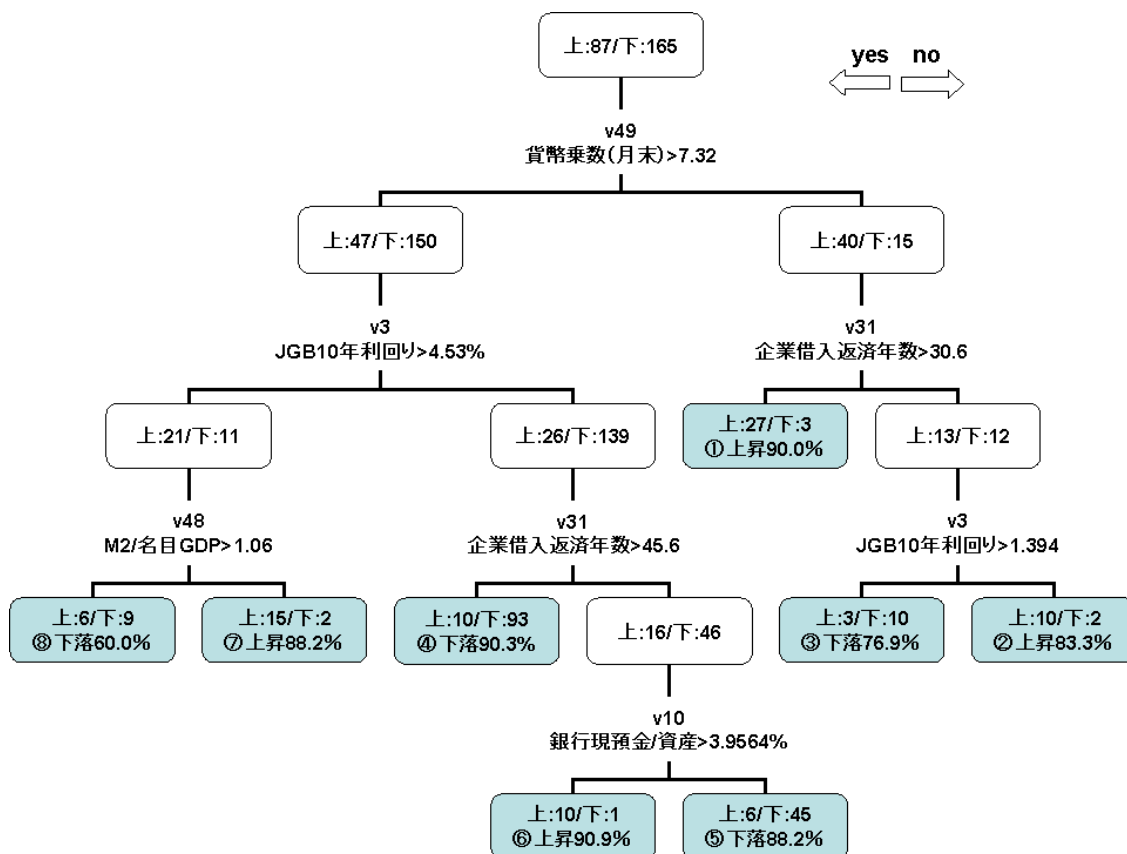 上:87/下:165
yes no
v49
貨幣乗数(月末)>7.32
上:47/下:150
上:40/下:15
v3
JGB10年利回り>4.53%
v31
企業借入返済年数>30.6
上:21/下:11
上:26/下:139
上:27/下:3
①上昇90.0%
上:13/下:12
v48
M2/名目GDP>1.06
v31
企業借入返済年数>45.6
v3
JGB10年利回り>1.394
上:6/下:9
⑧下落60.0%
上:15/下:2
⑦上昇88.2%
上:10/下:93
④下落90.3%
上:16/下:46
上:3/下:10
③下落76.9%
上:10/下:2
②上昇83.3%
v10
銀行現預金/資産>3.9564%
上:10/下:1
⑥上昇90.9%
上:6/下:45
⑤下落88.2%